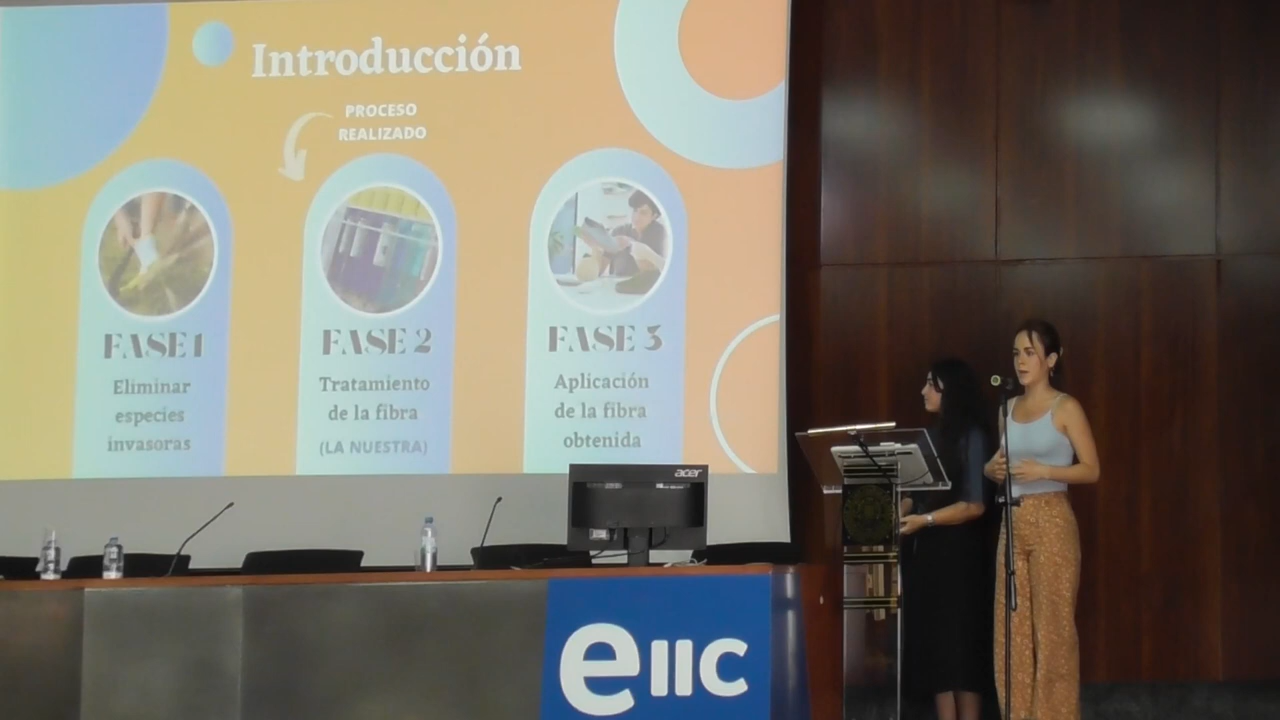 Introducción
PROCESO
REALIZADO
FASE 1
Eliminar
especies
invasoras
FASE 2
Tratamiento
de la fibra
(LA NUESTRA)
FASE 3
Aplicación
de la fibra
obtenida
acer
eIIC